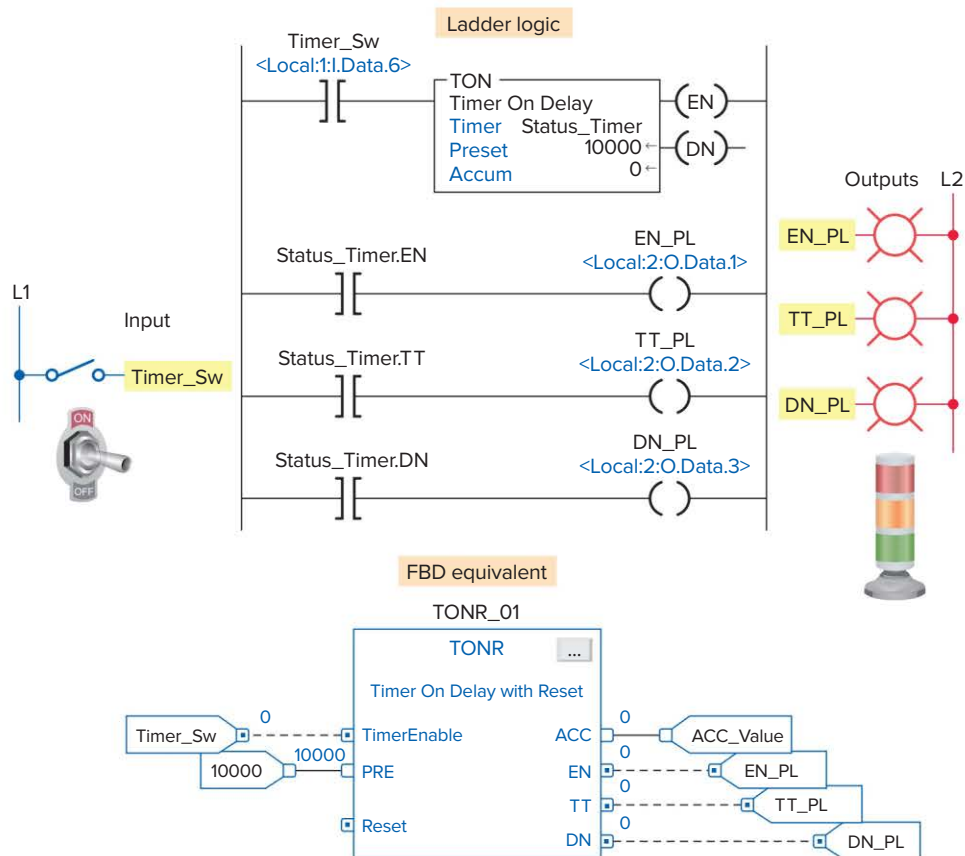 Ladder logic
Timer_Sw
<Local:1:I.Data.6>
TON
Timer On Delay
Timer Status_Timer
Preset 10000
Accum 0
EN
DN
Outputs L2
EN_PL
TT_PL
DN_PL
Status_Timer.EN
EN_PL
<Local:2:O.Data.1>
L1
Input
Timer_Sw
ON
OFF
Status_Timer.TT
TT_PL
<Local:2:O.Data.2>
Status_Timer.DN
DN_PL
<Local:2:O.Data.3>
FBD equivalent
TONR_01
TONR ...
Timer On Delay with Reset
Timer_Sw 0 TimerEnable ACC 0 ACC_Value
10000 10000 PRE EN 0 EN_PL
TT 0 TT_PL
Reset DN 0 DN_PL